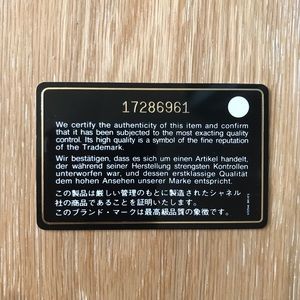 17286961
We certify the authenticity of this item and confirm
that it has been subjected to the most exacting quality
control. Its high quality is a symbol of the fine reputation
of the Trademark.
Wir bestätigen, dass es sich um einen Artikel handelt,
der während seiner Herstellung strengsten Kontrollen
unterworfen war, und dessen erstklassige Qualität
dem hohen Ansehen unserer Marke entspricht.
この製品は厳しい管理のもとに製造されたシャネル
社の商品であることを証明いたします。
このブランド・マークは最高級品質の象徴です。